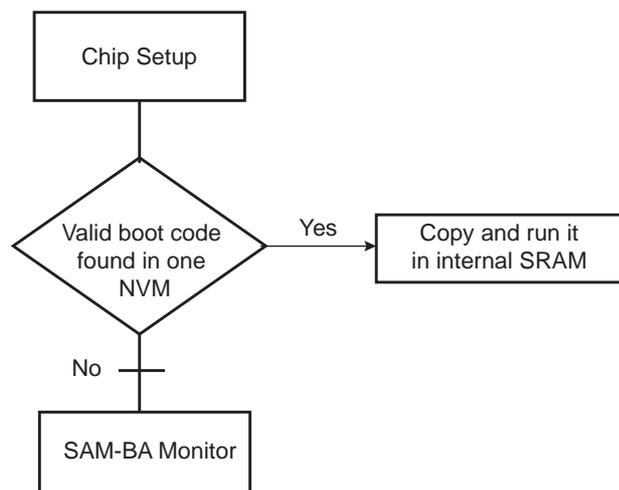 Chip Setup
Valid boot code
found in one
NVM
Yes
Copy and run it
in internal SRAM
No
SAM-BA Monitor